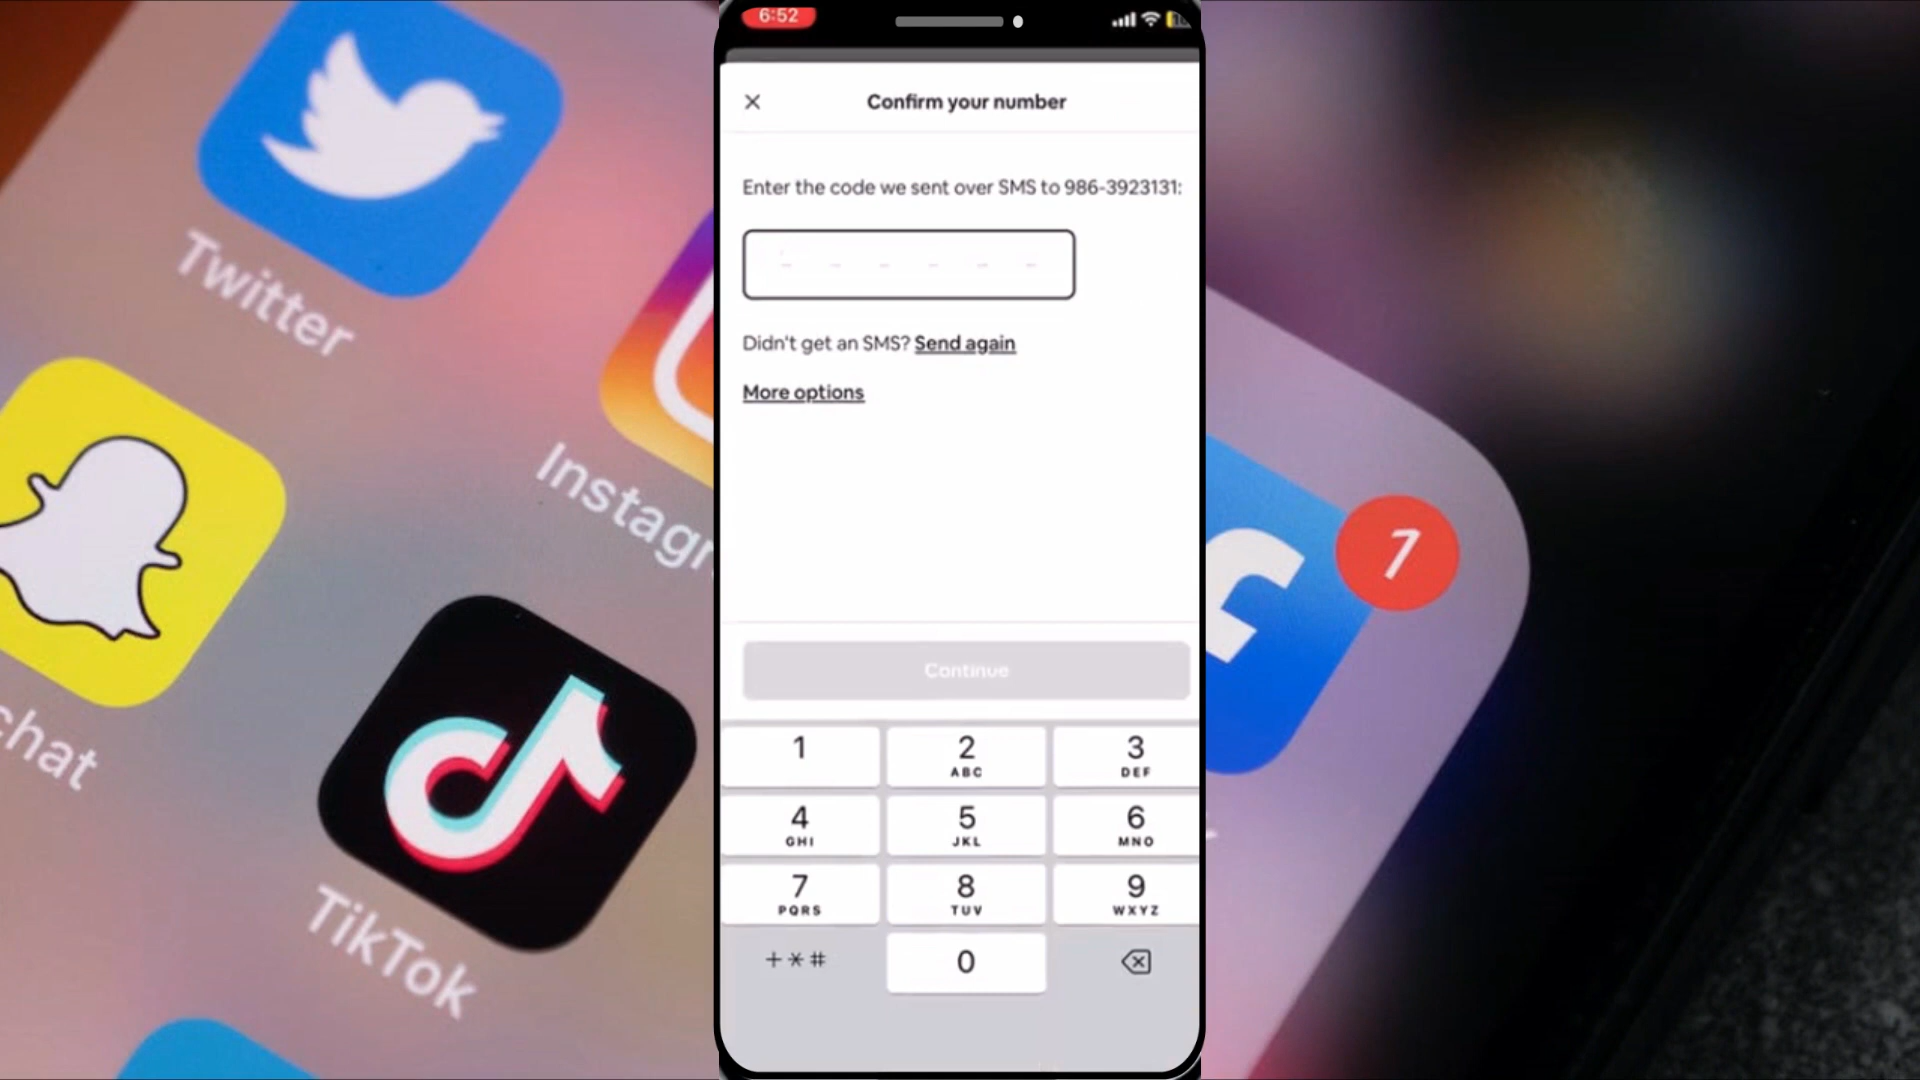 6:52
Confirm your number
Enter the code we sent over SMS to 986-3923131:
Didn't get an SMS? Send again
More options
Continue
1
2
ABC
3
DEF
4
GHI
5
JKL
6
MNO
7
PQRS
8
TUV
9
WXYZ
+*#
0
Twitter
Instagr
chat
TikTok
f
1